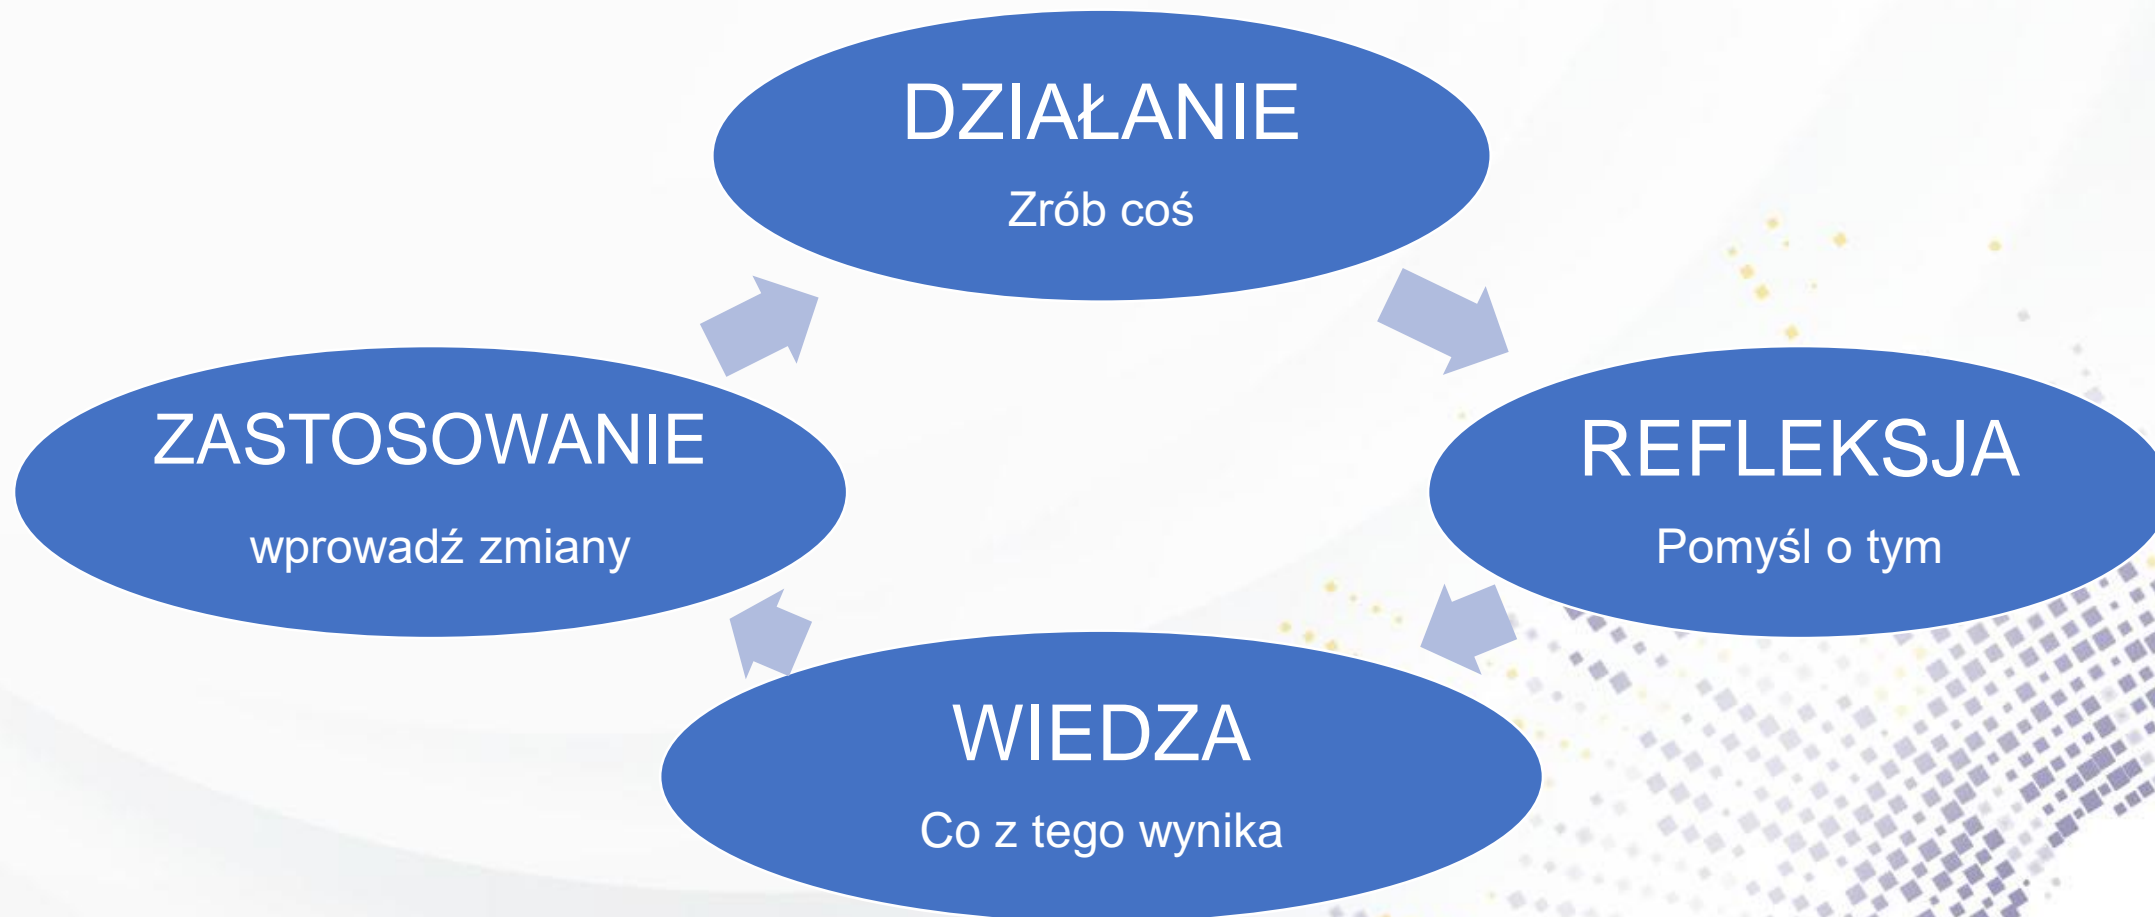 DZIAŁANIE
Zrób coś
ZASTOSOWANIE
wprowadź zmiany
REFLEKSJA
Pomyśl o tym
WIEDZA
Co z tego wynika